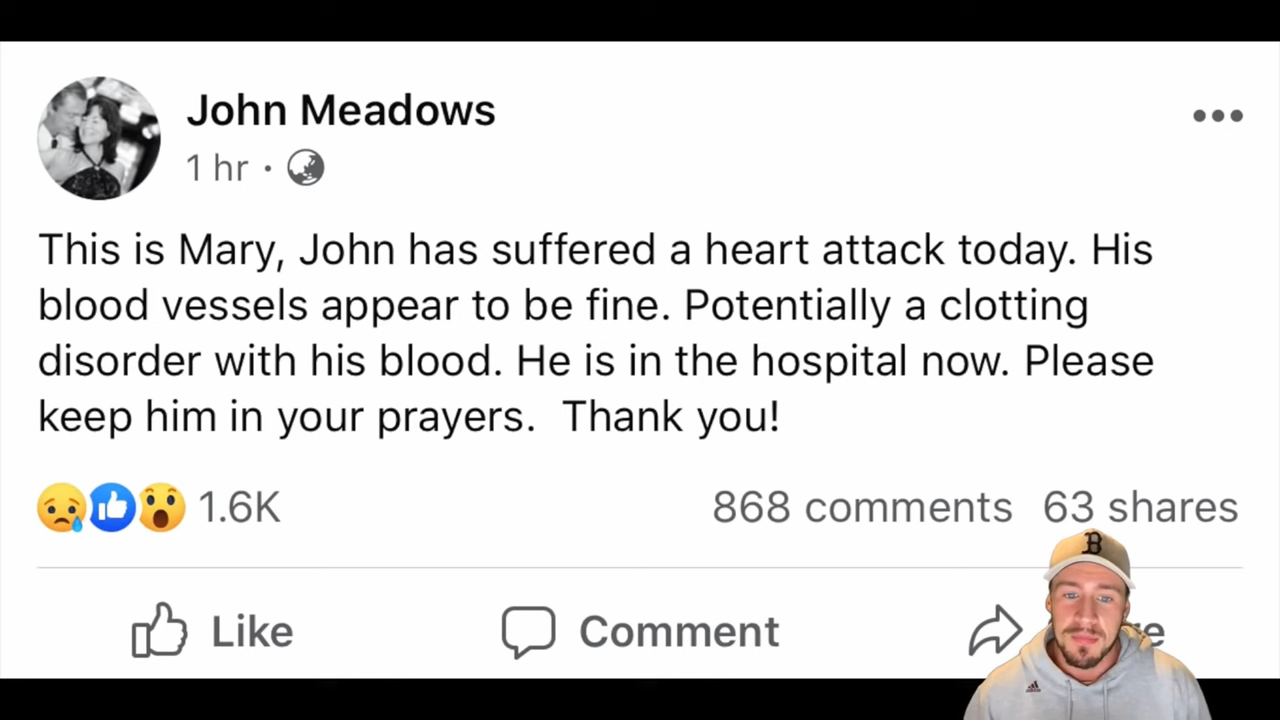 John Meadows
1 hr ·
This is Mary, John has suffered a heart attack today. His
blood vessels appear to be fine. Potentially a clotting
disorder with his blood. He is in the hospital now. Please
keep him in your prayers.  Thank you!
1.6K 868 comments 63 shares
Like Comment
B